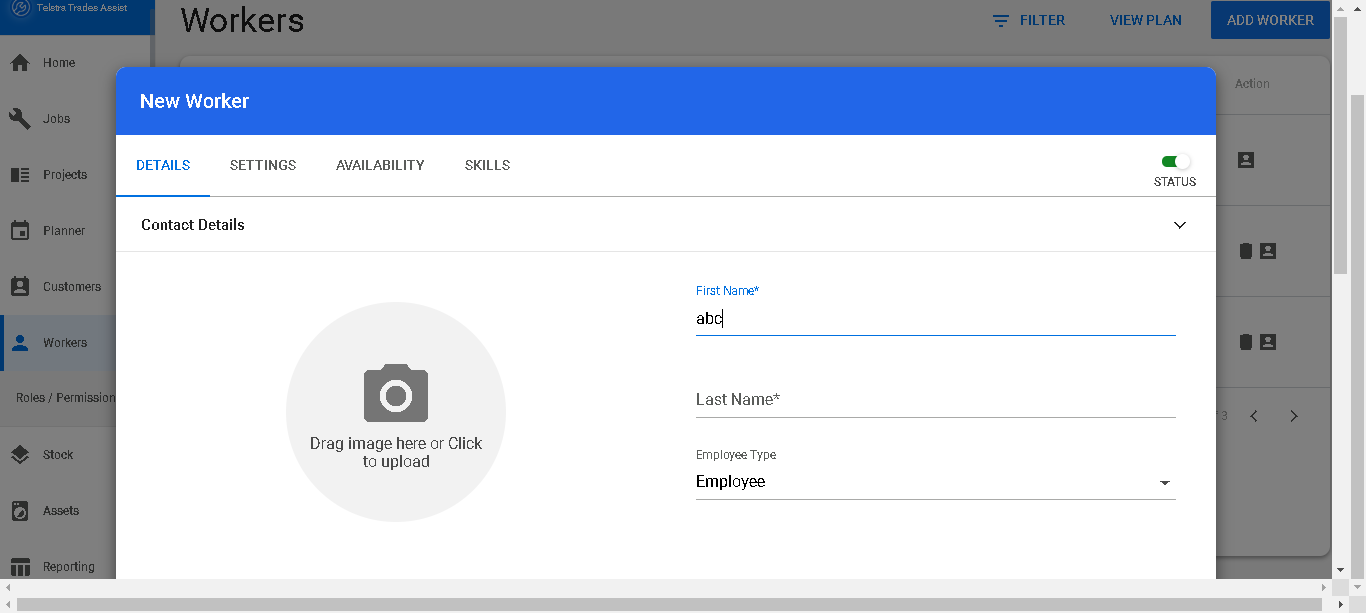 Telstra Trades Assist
Workers
FILTER
VIEW PLAN
ADD WORKER
Home
Jobs
Projects
Planner
Customers
Workers
Roles / Permission
Stock
Assets
Reporting
Action
New Worker
DETAILS
SETTINGS
AVAILABILITY
SKILLS
STATUS
Contact Details
Drag image here or Click
to upload
First Name*
abc
Last Name*
Employee Type
Employee
3